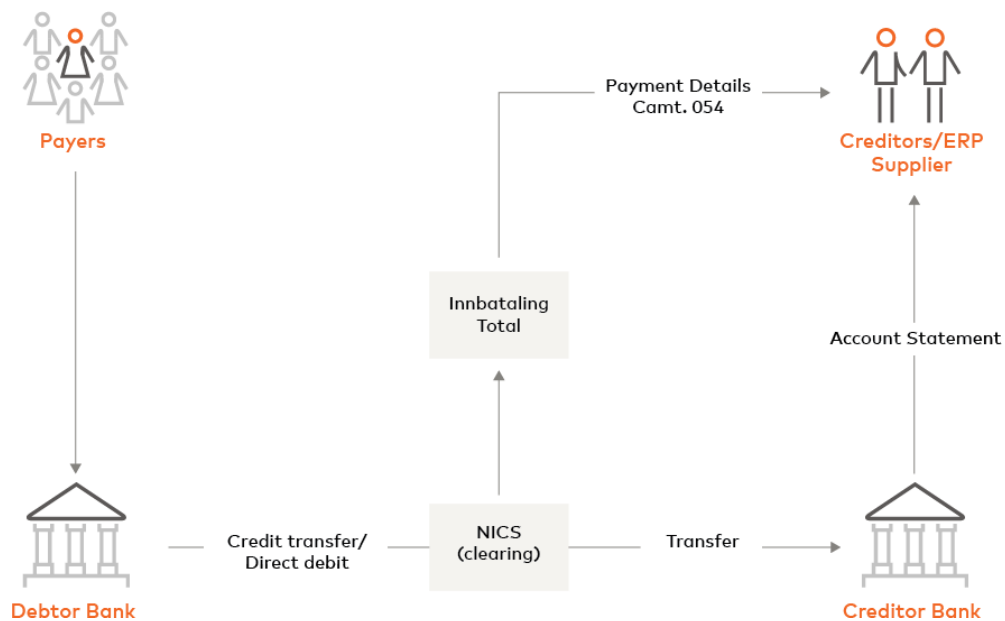 Payers
Payment Details
Camt. 054
Creditors/ERP
Supplier
Innbataling
Total
Account Statement
Credit transfer/
Direct debit
NICS
(clearing)
Transfer
Debtor Bank
Creditor Bank